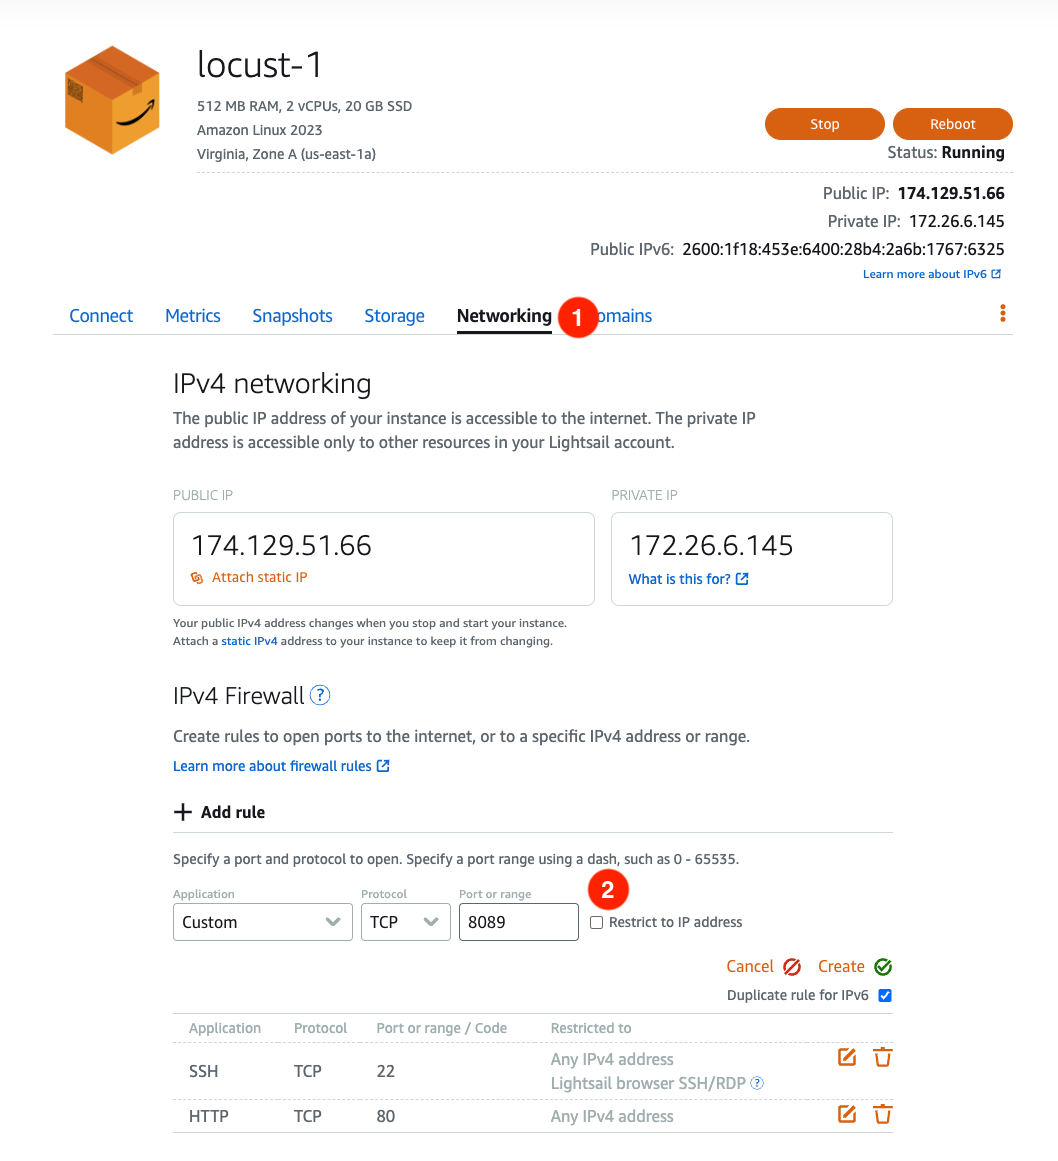 locust-1
512 MB RAM, 2 vCPUs, 20 GB SSD
Amazon Linux 2023
Virginia, Zone A (us-east-1a)
Stop Reboot
Status: Running
Public IP: 174.129.51.66
Private IP: 172.26.6.145
Public IPv6: 2600:1f18:453e:6400:28b4:2a6b:1767:6325
Learn more about IPv6
Connect Metrics Snapshots Storage Networking 1 omains
IPv4 networking
The public IP address of your instance is accessible to the internet. The private IP
address is accessible only to other resources in your Lightsail account.
PUBLIC IP PRIVATE IP
174.129.51.66 172.26.6.145
Attach static IP What is this for?
Your public IPv4 address changes when you stop and start your instance.
Attach a static IPv4 address to your instance to keep it from changing.
IPv4 Firewall ?
Create rules to open ports to the internet, or to a specific IPv4 address or range.
Learn more about firewall rules
+ Add rule
Specify a port and protocol to open. Specify a port range using a dash, such as 0 - 65535.
Application Protocol Port or range 2
Custom TCP 8089 Restrict to IP address
Cancel Create
Duplicate rule for IPv6
Application Protocol Port or range / Code Restricted to
SSH TCP 22 Any IPv4 address
Lightsail browser SSH/RDP ?
HTTP TCP 80 Any IPv4 address